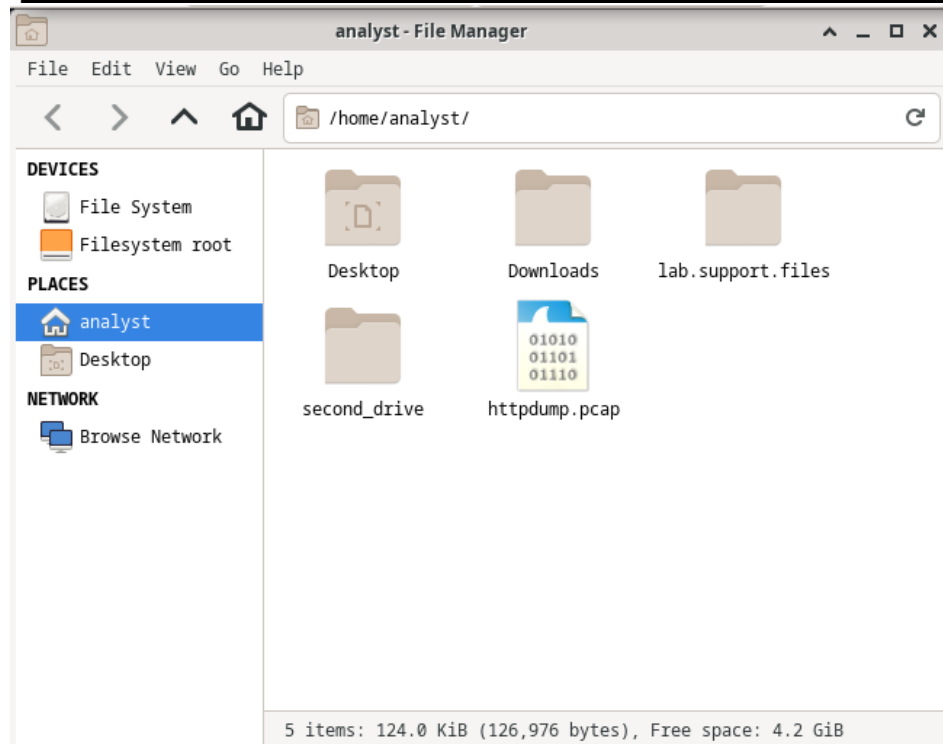 analyst - File Manager
File Edit View Go Help
/home/analyst/
DEVICES
File System
Filesystem root
PLACES
analyst
Desktop
NETWORK
Browse Network
Desktop Downloads lab.support.files
01010
01101
01110
second_drive httpdump.pcap
5 items: 124.0 KiB (126,976 bytes), Free space: 4.2 GiB